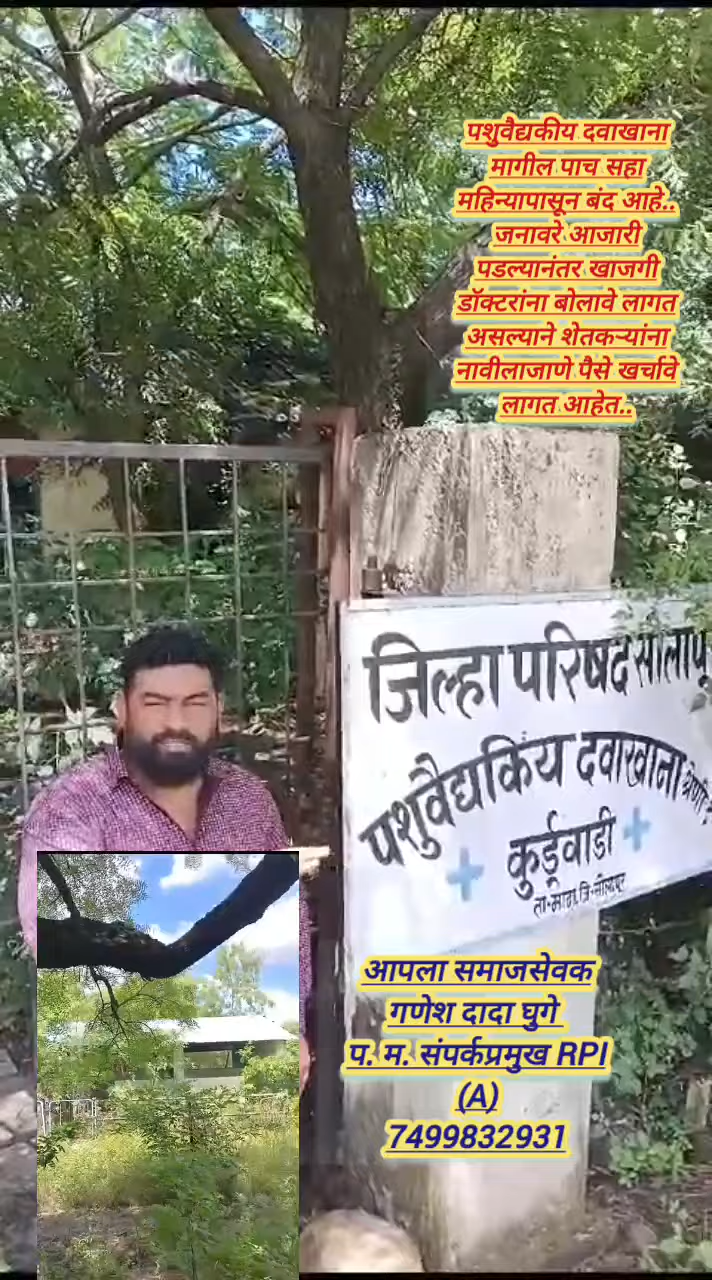 पशुवैद्यकीय दवाखाना
मागील पाच सहा
महिन्यापासून बंद आहे..
जनावरे आजारी
पडल्यानंतर खाजगी
डॉक्टरांना बोलावे लागत
असल्याने शेतकऱ्यांना
नावीलाजाणे पैसे खर्चावे
लागत आहेत..
जिल्हा परिषद सोलापू
पशुवैद्यकिय दवाखाना श्रेणी
कुर्डूवाडी
ता. माढा, जि. सोलापूर
आपला समाजसेवक
गणेश दादा घुगे
प. म. संपर्कप्रमुख RPI
(A)
7499832931